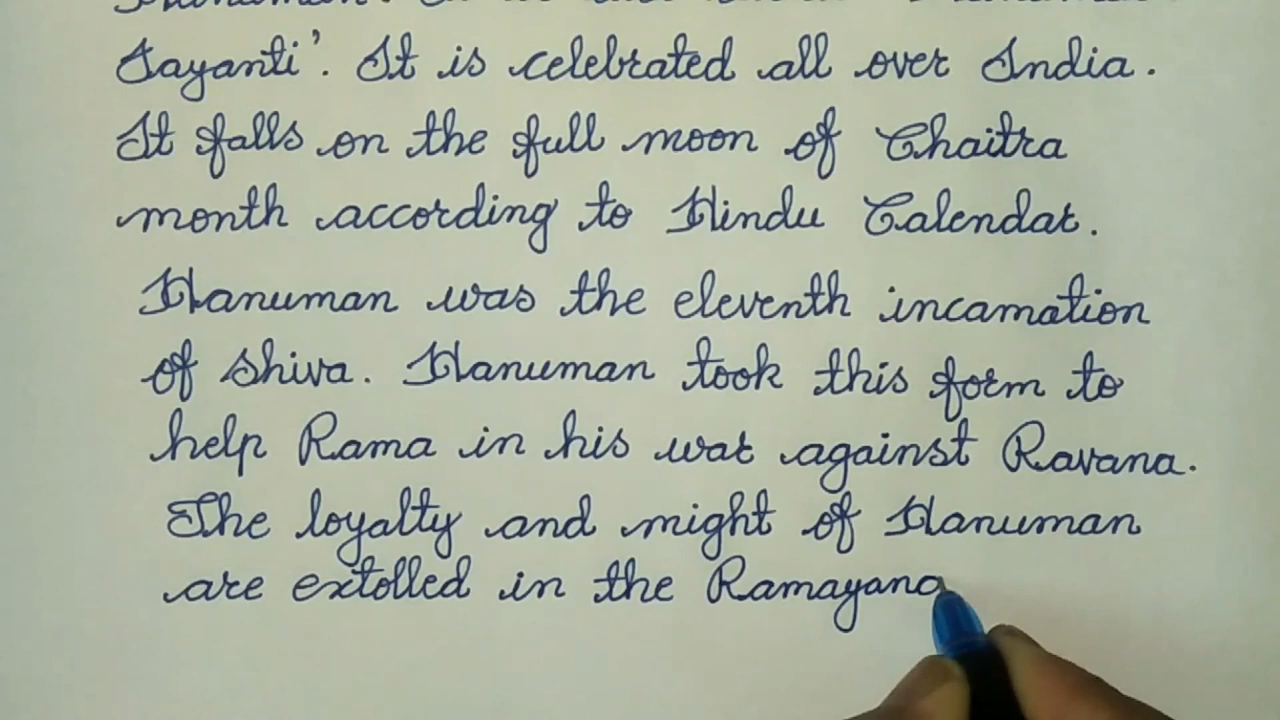 Jayanti'. It is celebrated all over India.
It falls on the full moon of Chaitra
month according to Hindu Calendar.
Hanuman was the eleventh incamation
of Shiva. Hanuman took this form to
help Rama in his war against Ravana.
The loyalty and might of Hanuman
are extolled in the Ramayana